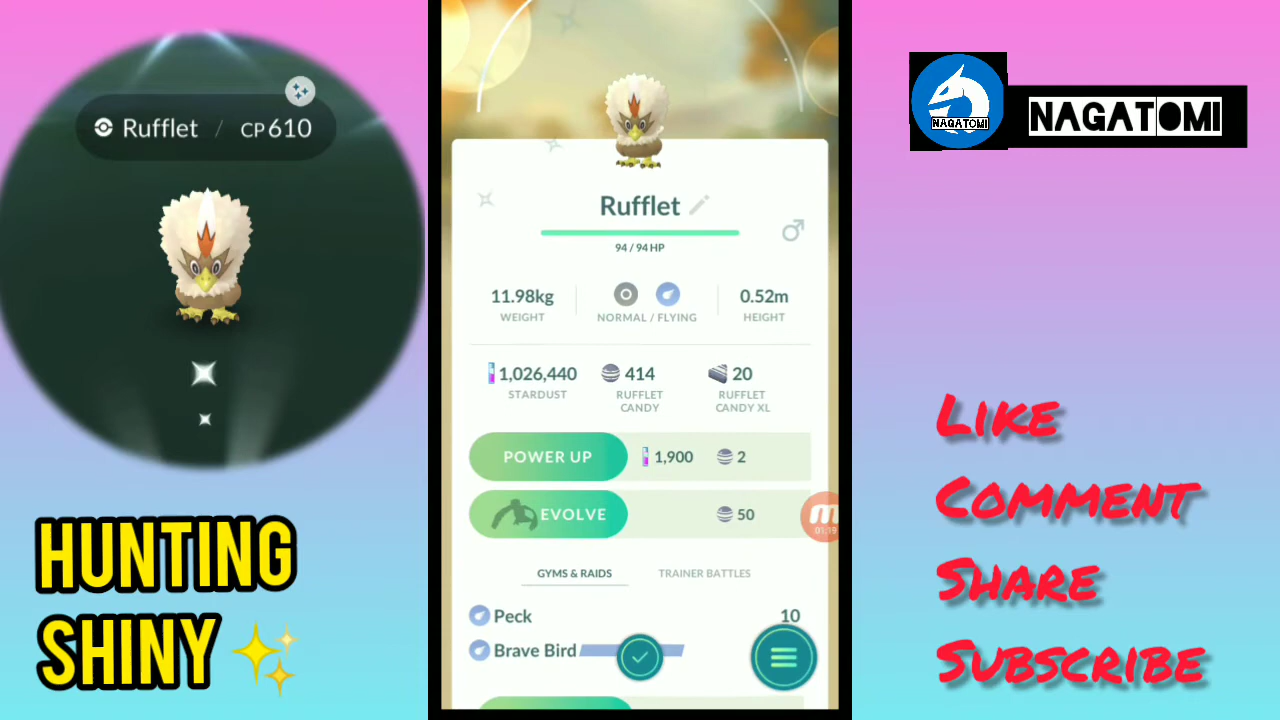 Rufflet / CP610
HUNTING
SHINY
Rufflet
94 / 94 HP
11.98kg
WEIGHT
NORMAL / FLYING
0.52m
HEIGHT
1,026,440
STARDUST
414
RUFFLET
CANDY
20
RUFFLET
CANDY XL
POWER UP 1,900 2
EVOLVE 50
GYMS & RAIDS TRAINER BATTLES
Peck 10
Brave Bird
01:19
NAGATOMI
NAGATOMI
LIKE
COMMENT
SHARE
SUBSCRIBE